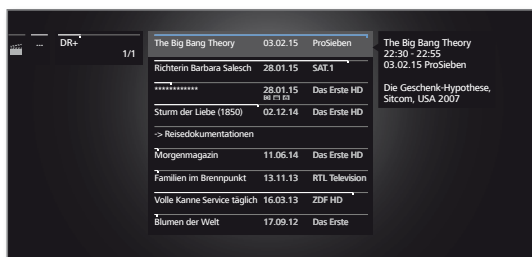 ...
DR+
1/1
The Big Bang Theory 03.02.15 ProSieben
Richterin Barbara Salesch 28.01.15 SAT.1
************ 28.01.15 Das Erste HD
Sturm der Liebe (1850) 02.12.14 Das Erste HD
-> Reisedokumentationen
Morgenmagazin 11.06.14 Das Erste HD
Familien im Brennpunkt 13.11.13 RTL Television
Volle Kanne Service täglich 16.03.13 ZDF HD
Blumen der Welt 17.09.12 Das Erste
The Big Bang Theory
22:30 - 22:55
03.02.15 ProSieben
Die Geschenk-Hypothese,
Sitcom, USA 2007